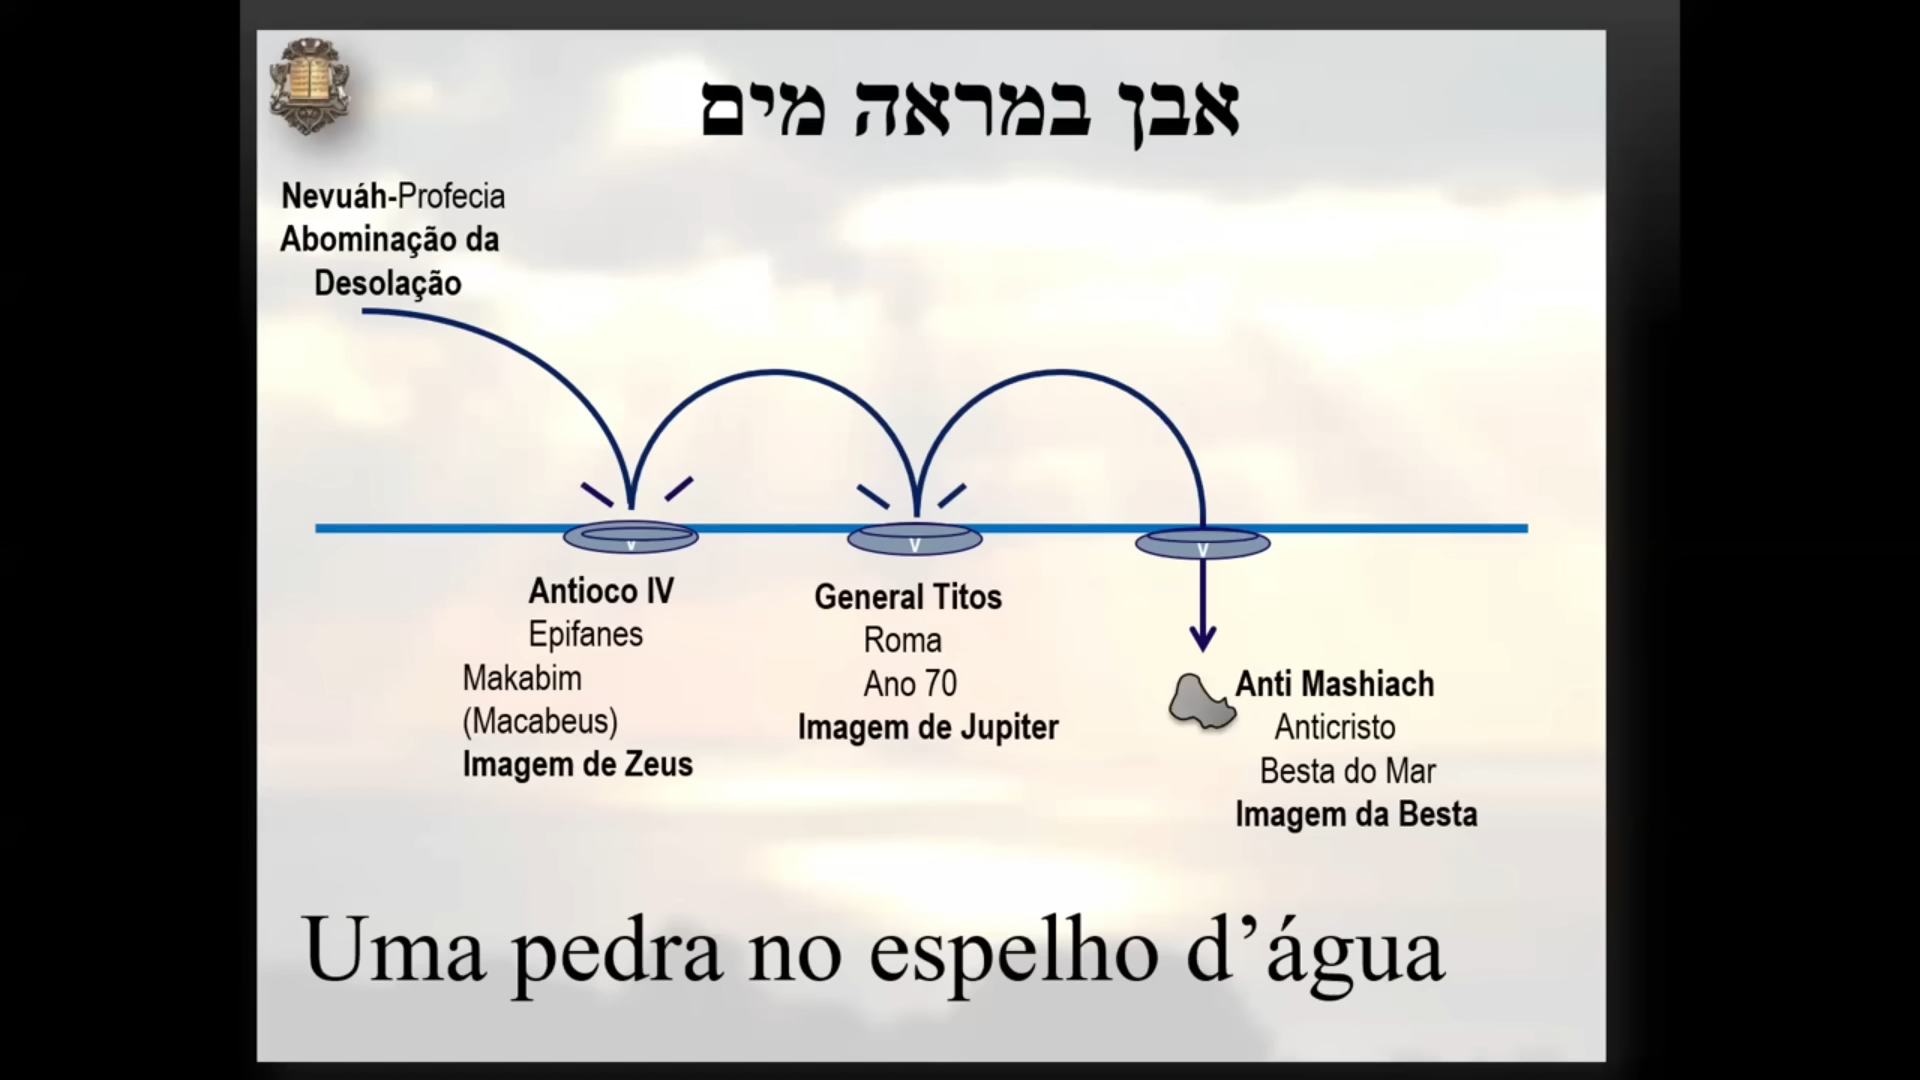 אבן במראה מים
Nevuáh-Profecia
Abominação da
Desolação
v
v
v
Antioco IV
Epifanes
Makabim
(Macabeus)
Imagem de Zeus
General Titos
Roma
Ano 70
Imagem de Jupiter
Anti Mashiach
Anticristo
Besta do Mar
Imagem da Besta
Uma pedra no espelho d’água